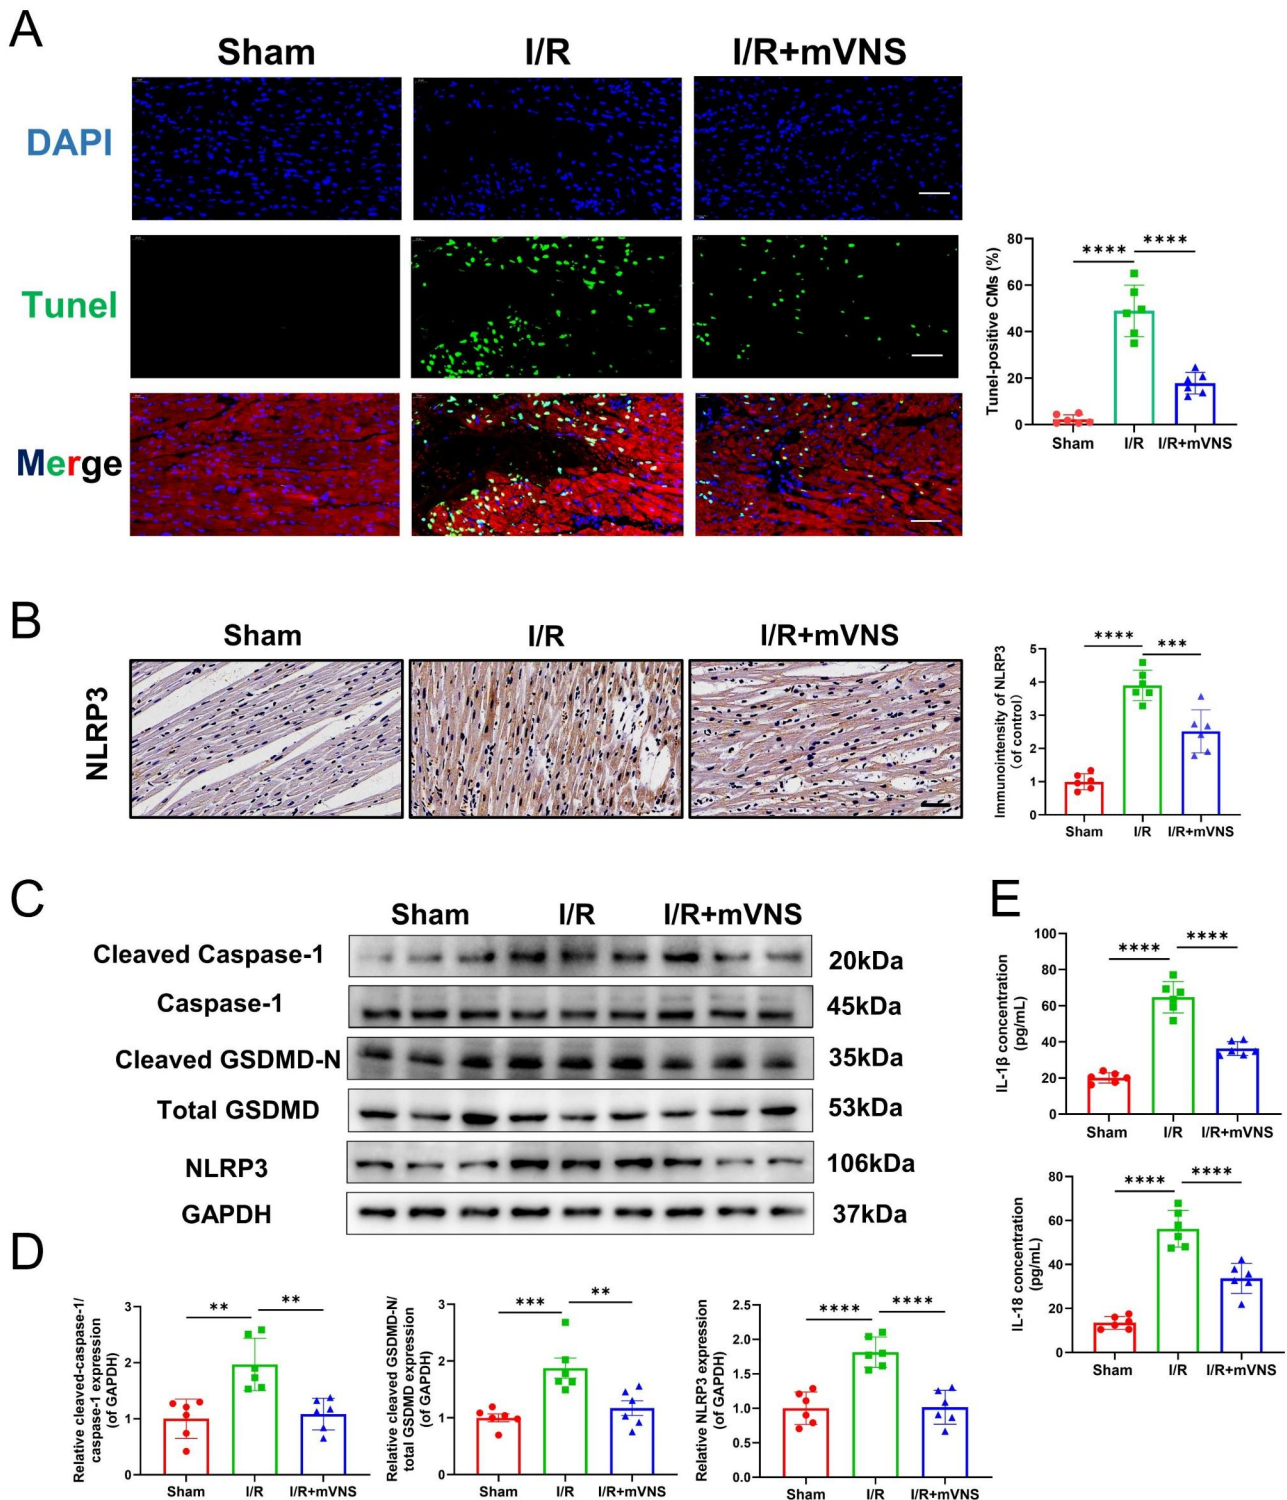 A
Sham
I/R
I/R+mVNS
DAPI
Tunel
Merge
Tunel-positive CMs (%)
80
60
40
20
0
****
****
Sham
I/R
I/R+mVNS
B
Sham
I/R
I/R+mVNS
NLRP3
Immunointensity of NLRP3
(of control)
5
4
3
2
1
0
****
***
Sham
I/R
I/R+mVNS
C
Sham
I/R
I/R+mVNS
Cleaved Caspase-1
20kDa
Caspase-1
45kDa
Cleaved GSDMD-N
35kDa
Total GSDMD
53kDa
NLRP3
106kDa
GAPDH
37kDa
D
Relative cleaved-caspase-1/
caspase-1 expression
(of GAPDH)
3
2
1
0
**
**
Sham
I/R
I/R+mVNS
Relative cleaved GSDMD-N/
total GSDMD expression
(of GAPDH)
3
2
1
0
***
**
Sham
I/R
I/R+mVNS
Relative NLRP3 expression
(of GAPDH)
2.5
2.0
1.5
1.0
0.5
0.0
****
****
Sham
I/R
I/R+mVNS
E
IL-1β concentration
(pg/mL)
100
80
60
40
20
0
****
****
Sham
I/R
I/R+mVNS
IL-18 concentration
(pg/mL)
80
60
40
20
0
****
****
Sham
I/R
I/R+mVNS